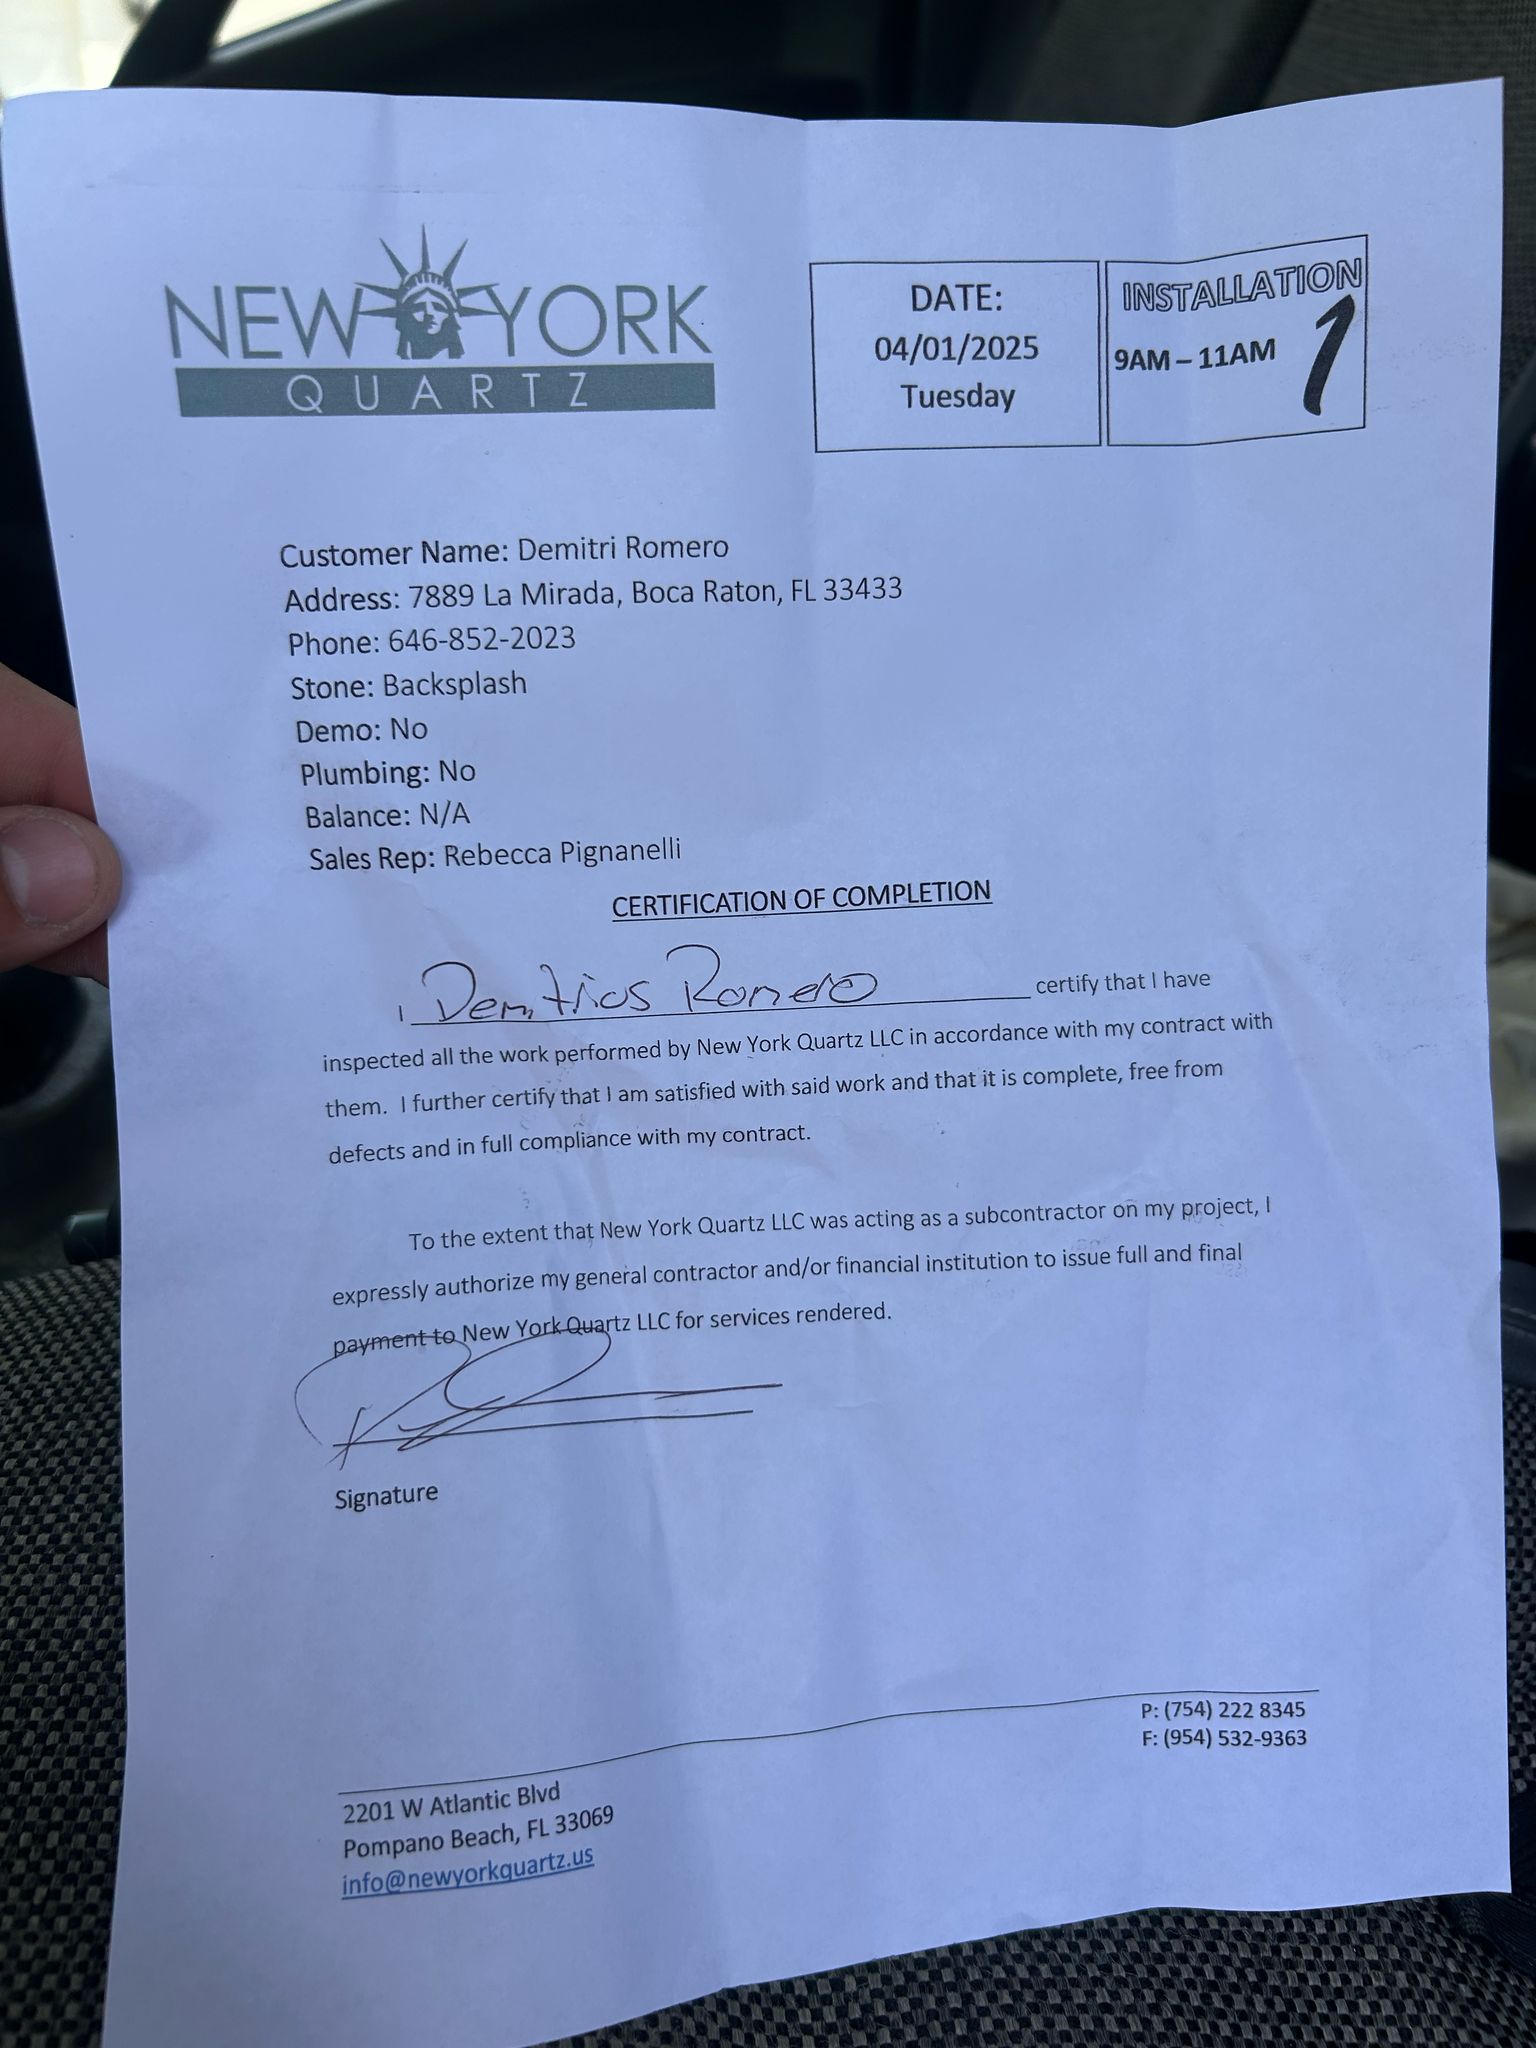 NEW YORK
QUARTZ
DATE:
04/01/2025
Tuesday
INSTALLATION
9AM – 11AM
1
Customer Name: Demitri Romero
Address: 7889 La Mirada, Boca Raton, FL 33433
Phone: 646-852-2023
Stone: Backsplash
Demo: No
Plumbing: No
Balance: N/A
Sales Rep: Rebecca Pignanelli
CERTIFICATION OF COMPLETION
I Demitrios Romero certify that I have
inspected all the work performed by New York Quartz LLC in accordance with my contract with
them. I further certify that I am satisfied with said work and that it is complete, free from
defects and in full compliance with my contract.
To the extent that New York Quartz LLC was acting as a subcontractor on my project, I
expressly authorize my general contractor and/or financial institution to issue full and final
payment to New York Quartz LLC for services rendered.
Signature
P: (754) 222 8345
F: (954) 532-9363
2201 W Atlantic Blvd
Pompano Beach, FL 33069
info@newyorkquartz.us